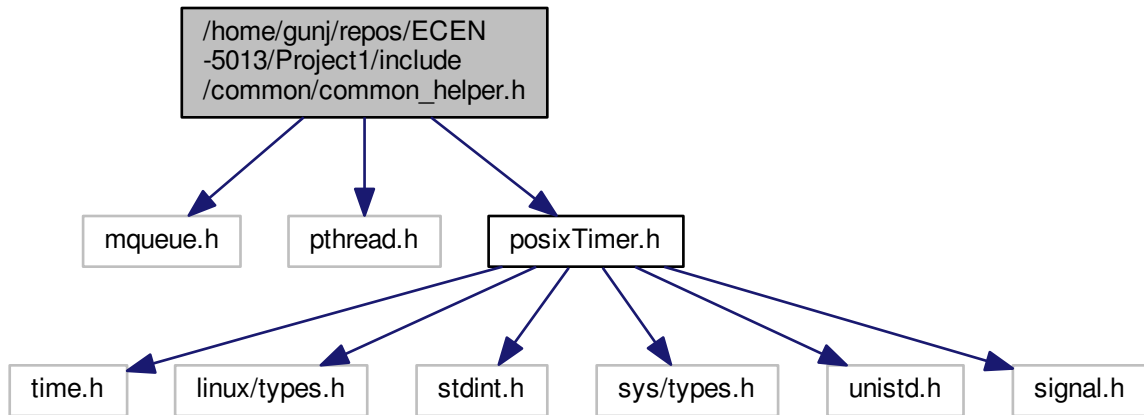 /home/gunj/repos/ECEN
-5013/Project1/include
/common/common_helper.h
mqueue.h
pthread.h
posixTimer.h
time.h
linux/types.h
stdint.h
sys/types.h
unistd.h
signal.h